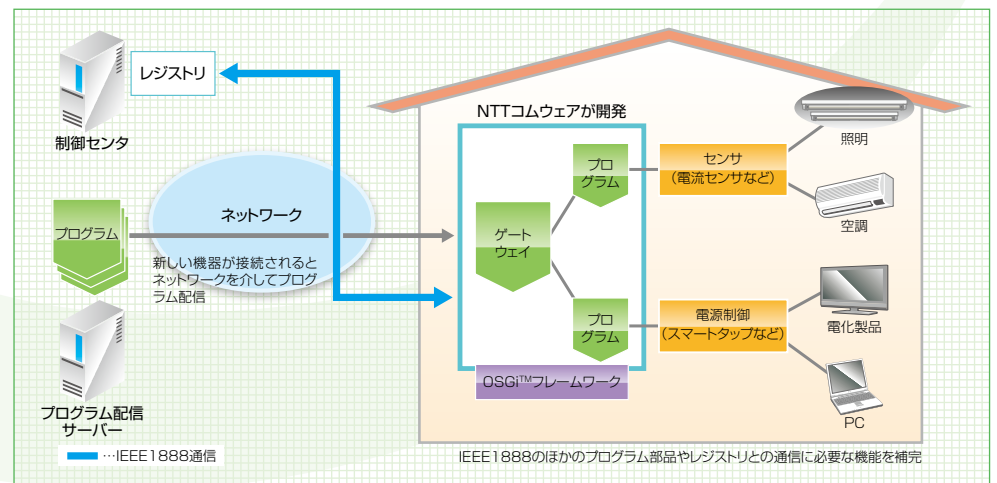 レジストリ
制御センタ
プログラム
ネットワーク
新しい機器が接続されると
ネットワークを介してプログ
ラム配信
プログラム配信
サーバー
…IEEE1888通信
NTTコムウェアが開発
プロ
グラム
ゲート
ウェイ
プロ
グラム
OSGi™フレームワーク
センサ
(電流センサなど)
電源制御
(スマートタップなど)
照明
空調
電化製品
PC
IEEE1888のほかのプログラム部品やレジストリとの通信に必要な機能を補完